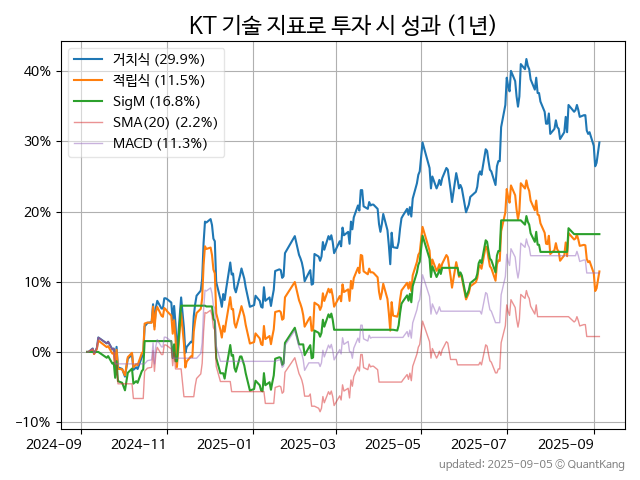 KT 기술 지표로 투자 시 성과 (1년)
거치식 (29.9%)
적립식 (11.5%)
SigM (16.8%)
SMA(20) (2.2%)
MACD (11.3%)
40%
30%
20%
10%
0%
−10%
2024-09
2024-11
2025-01
2025-03
2025-05
2025-07
2025-09
updated: 2025-09-05 © QuantKang